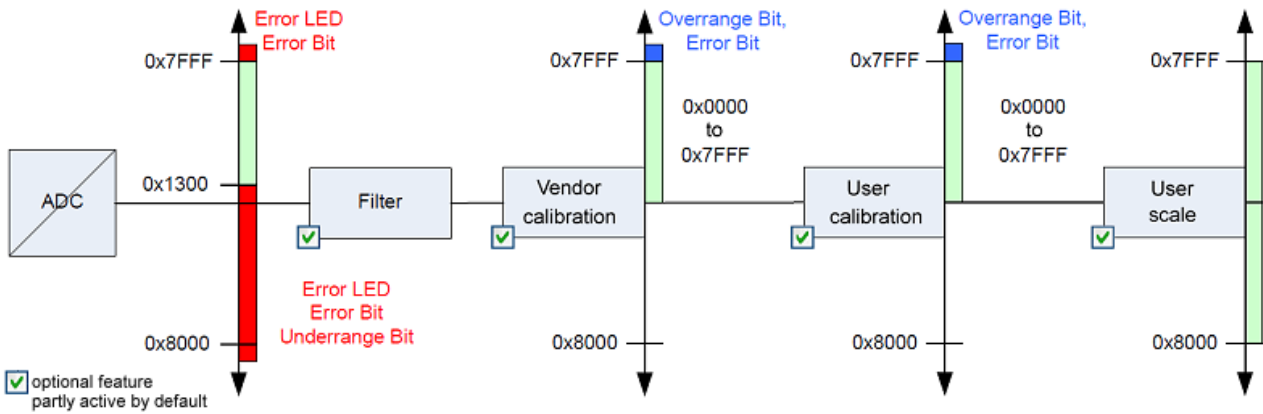 Error LED
Error Bit
Overrange Bit,
Error Bit
Overrange Bit,
Error Bit
0x7FFF
0x7FFF
0x7FFF
0x7FFF
0x0000
to
0x7FFF
0x0000
to
0x7FFF
ADC
0x1300
Filter
Vendor
calibration
User
calibration
User
scale
Error LED
Error Bit
Underrange Bit
0x8000
0x8000
0x8000
0x8000
optional feature
partly active by default